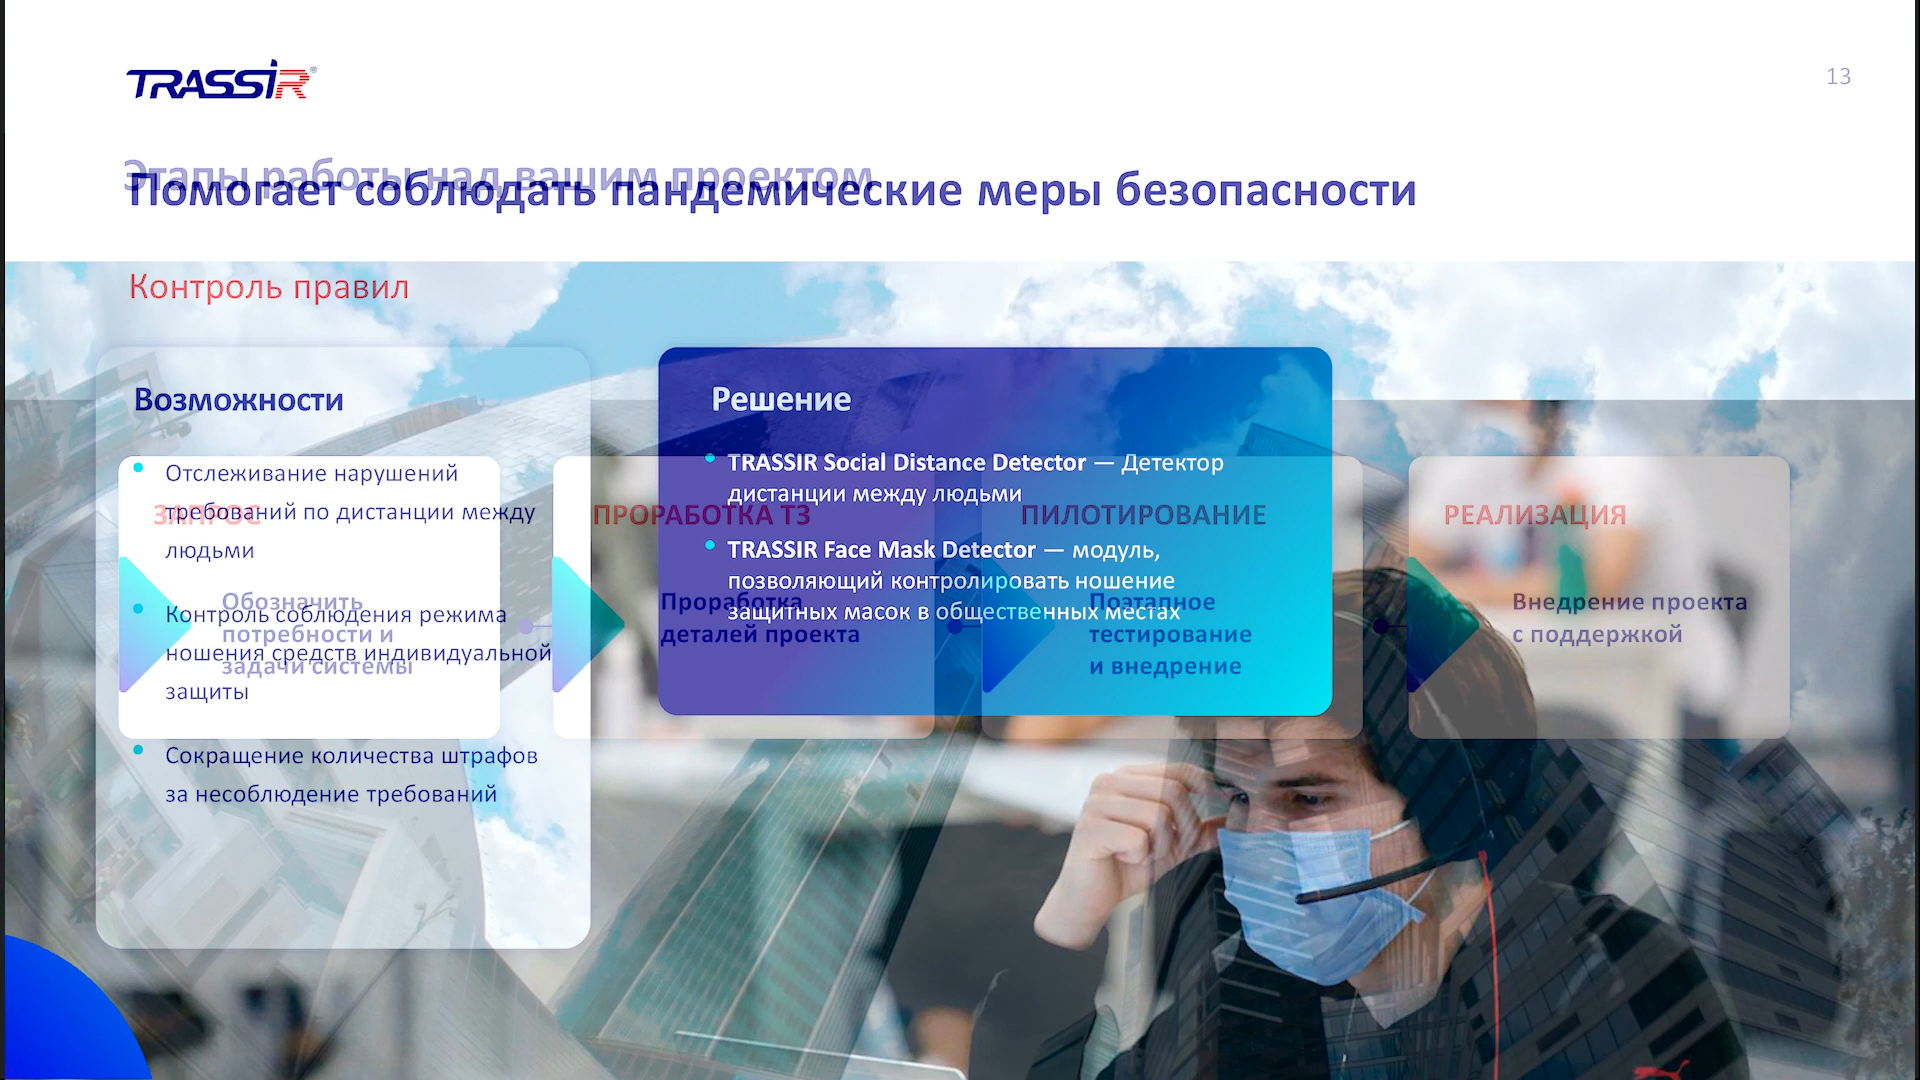 TRASSIR
13
Этапы работы над вашим проектом
Помогает соблюдать пандемические меры безопасности
Контроль правил
Возможности
Отслеживание нарушений
требований по дистанции между
людьми
Контроль соблюдения режима
ношения средств индивидуальной
защиты
Сокращение количества штрафов
за несоблюдение требований
Решение
TRASSIR Social Distance Detector — Детектор
дистанции между людьми
TRASSIR Face Mask Detector — модуль,
позволяющий контролировать ношение
защитных масок в общественных местах
ЗАПРОС
Обозначить
потребности и
задачи системы
ПРОРАБОТКА ТЗ
Проработка
деталей проекта
ПИЛОТИРОВАНИЕ
Поэтапное
тестирование
и внедрение
РЕАЛИЗАЦИЯ
Внедрение проекта
с поддержкой